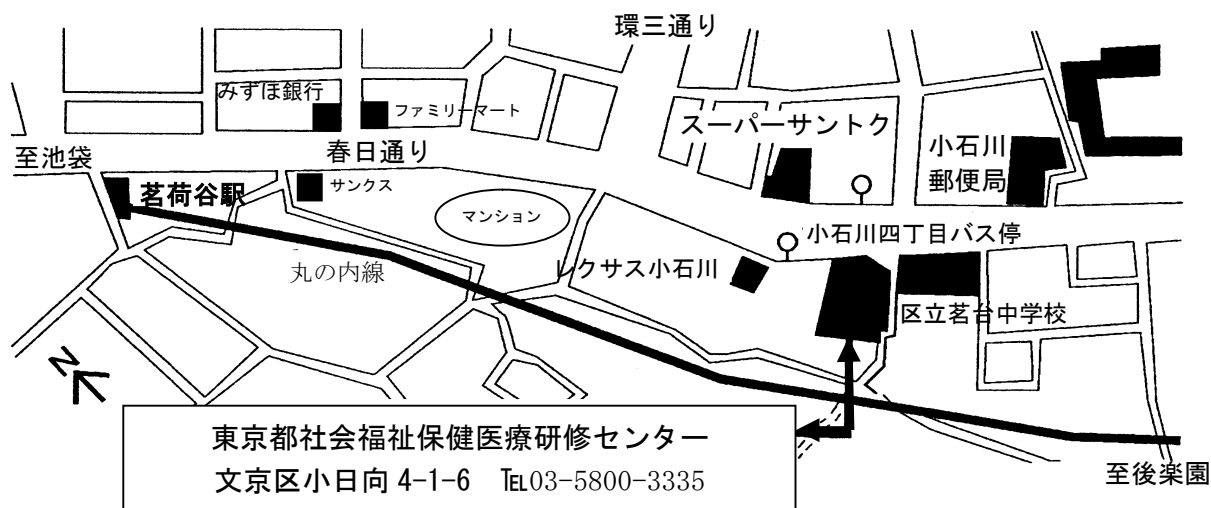 環三通り
みずほ銀行
ファミリーマート
スーパーサントク
小石川
郵便局
至池袋
春日通り
茗荷谷駅
サンクス
マンション
小石川四丁目バス停
丸の内線
レクサス小石川
区立茗台中学校
N
東京都社会福祉保健医療研修センター
文京区小日向 4-1-6 ℡03-5800-3335
至後楽園